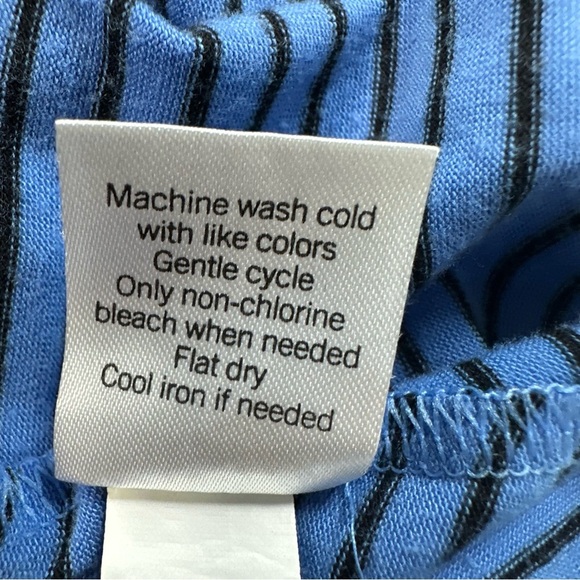 Machine wash cold
with like colors
Gentle cycle
Only non-chlorine
bleach when needed
Flat dry
Cool iron if needed